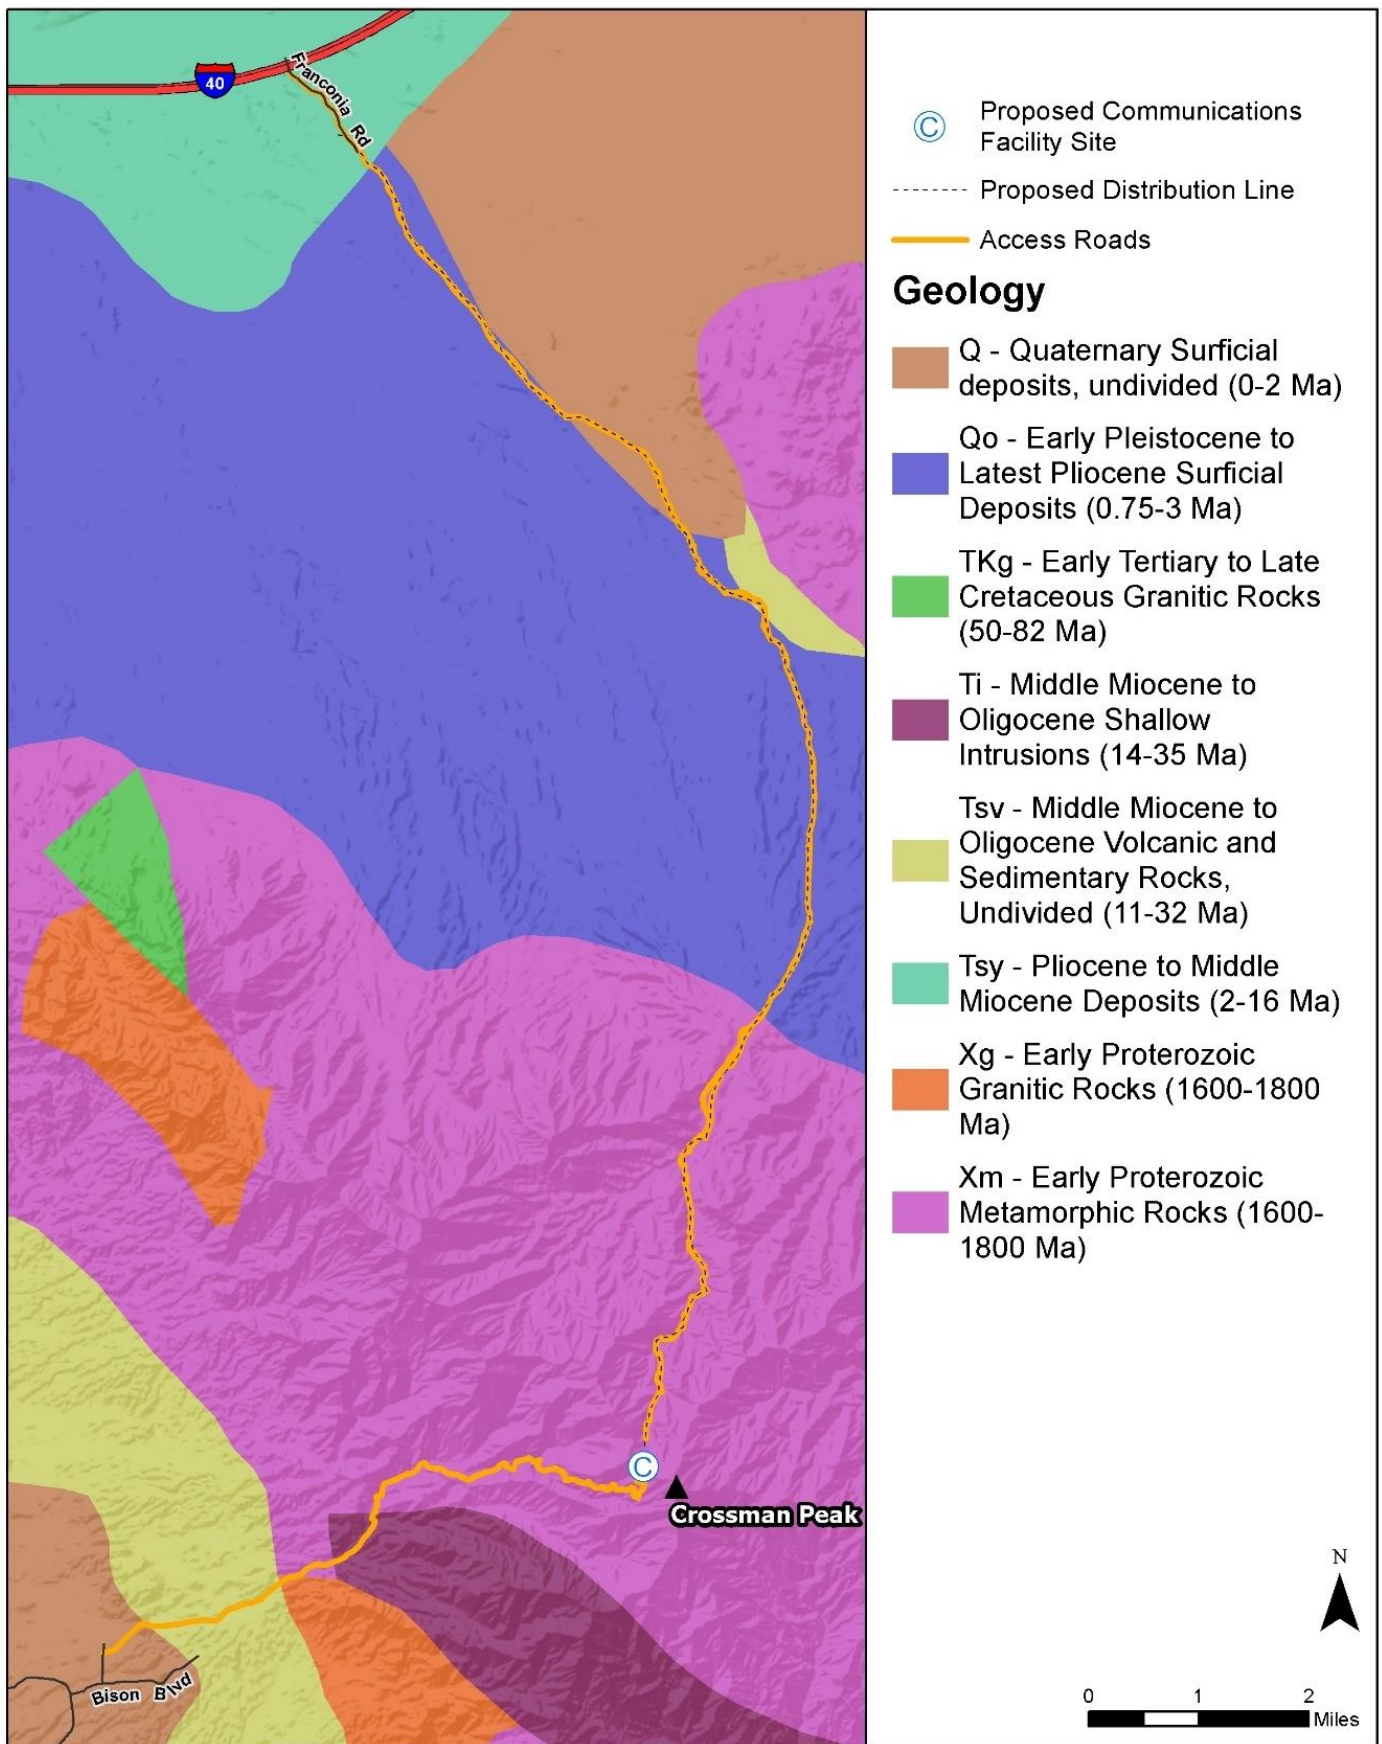 40
Franconia Rd
Crossman Peak
Bison Blvd
C
C
Proposed Communications
Facility Site
Proposed Distribution Line
Access Roads
Geology
Q - Quaternary Surficial
deposits, undivided (0-2 Ma)
Qo - Early Pleistocene to
Latest Pliocene Surficial
Deposits (0.75-3 Ma)
TKg - Early Tertiary to Late
Cretaceous Granitic Rocks
(50-82 Ma)
Ti - Middle Miocene to
Oligocene Shallow
Intrusions (14-35 Ma)
Tsv - Middle Miocene to
Oligocene Volcanic and
Sedimentary Rocks,
Undivided (11-32 Ma)
Tsy - Pliocene to Middle
Miocene Deposits (2-16 Ma)
Xg - Early Proterozoic
Granitic Rocks (1600-1800
Ma)
Xm - Early Proterozoic
Metamorphic Rocks (1600-
1800 Ma)
N
0 1 2
Miles